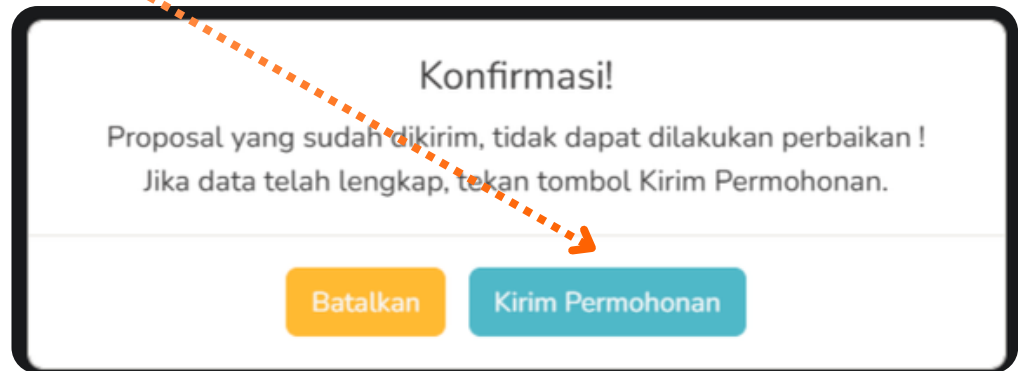 Konfirmasi!
Proposal yang sudah dikirim, tidak dapat dilakukan perbaikan !
Jika data telah lengkap, tekan tombol Kirim Permohonan.
Batalkan
Kirim Permohonan